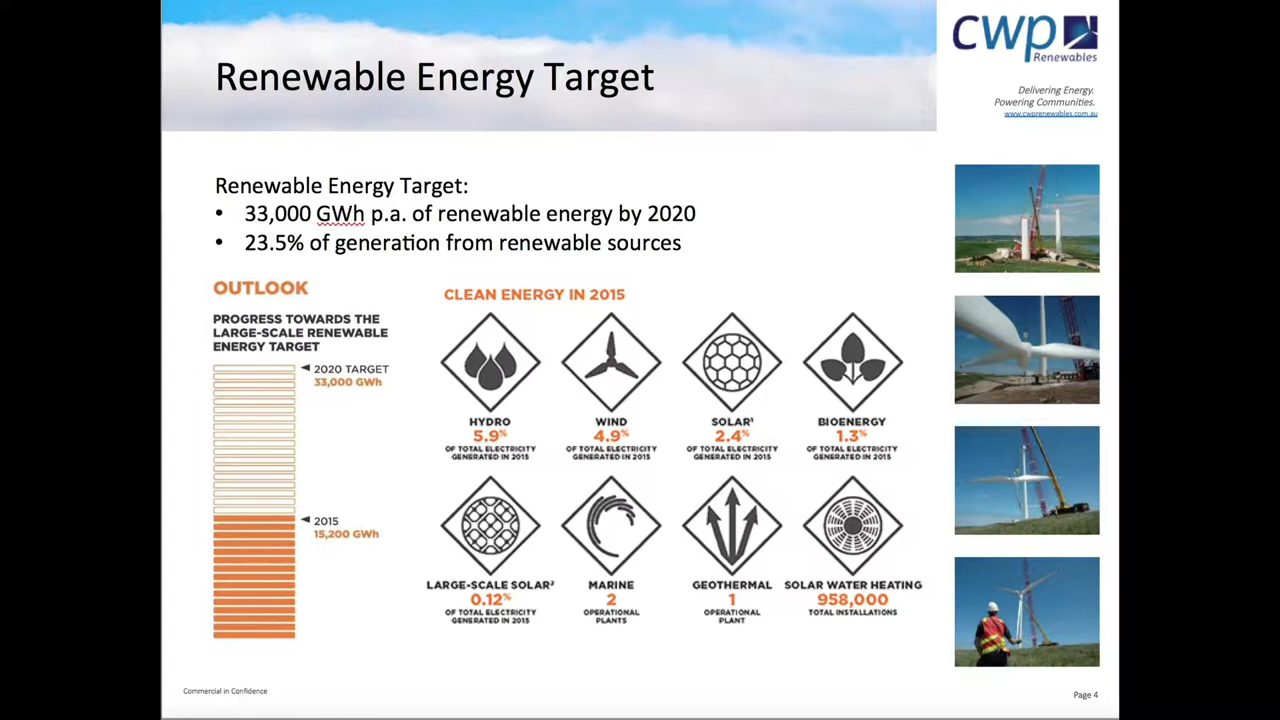 Renewable Energy Target
cwp
Renewables
Delivering Energy.
Powering Communities.
www.cwprenewables.com.au
Renewable Energy Target:
• 33,000 GWh p.a. of renewable energy by 2020
• 23.5% of generation from renewable sources
OUTLOOK
PROGRESS TOWARDS THE
LARGE-SCALE RENEWABLE
ENERGY TARGET
2020 TARGET
33,000 GWh
2015
15,200 GWh
CLEAN ENERGY IN 2015
HYDRO
5.9%
OF TOTAL ELECTRICITY
GENERATED IN 2015
WIND
4.9%
OF TOTAL ELECTRICITY
GENERATED IN 2015
SOLAR¹
2.4%
OF TOTAL ELECTRICITY
GENERATED IN 2015
BIOENERGY
1.3%
OF TOTAL ELECTRICITY
GENERATED IN 2015
LARGE-SCALE SOLAR²
0.12%
OF TOTAL ELECTRICITY
GENERATED IN 2015
MARINE
2
OPERATIONAL
PLANTS
GEOTHERMAL
1
OPERATIONAL
PLANT
SOLAR WATER HEATING
958,000
TOTAL INSTALLATIONS
Commercial in Confidence
Page 4